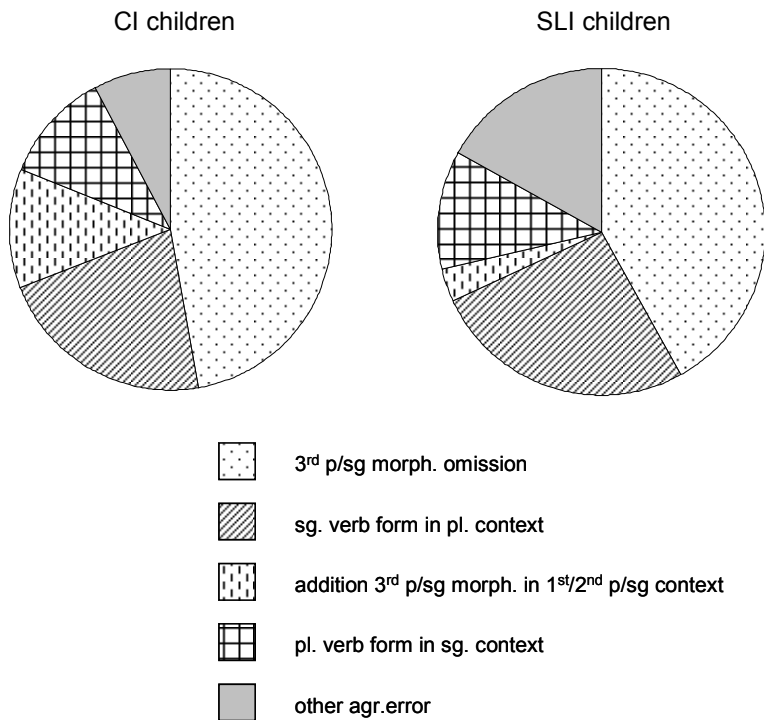 CI children
SLI children
3rd p/sg morph. omission
sg. verb form in pl. context
addition 3rd p/sg morph. in 1st/2nd p/sg context
pl. verb form in sg. context
other agr.error